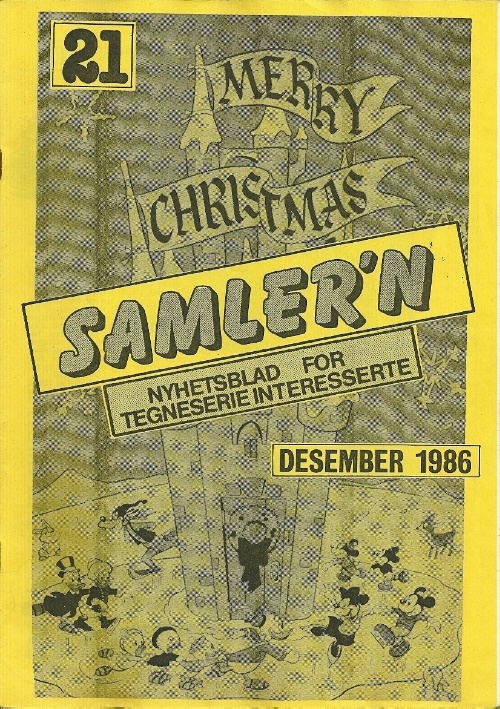 21
MERRY
CHRISTMAS
SAMLER'N
NYHETSBLAD FOR
TEGNESERIE INTERESSERTE
DESEMBER 1986